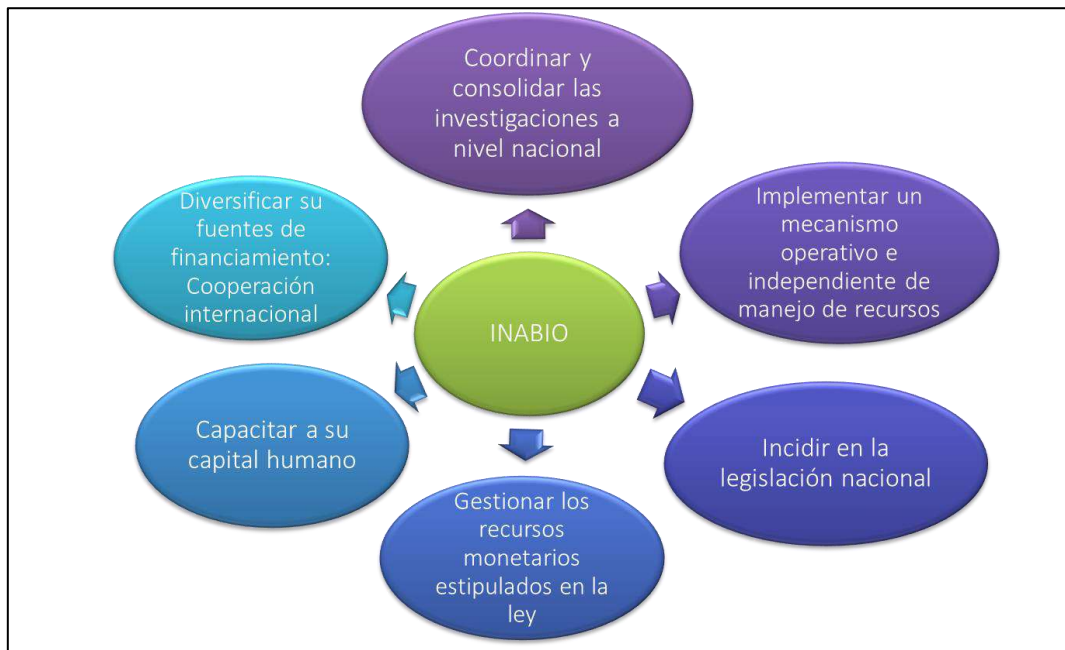 Coordinar y
consolidar las
investigaciones a
nivel nacional
Implementar un
mecanismo
operativo e
independiente de
manejo de recursos
Incidir en la
legislación nacional
Gestionar los
recursos
monetarios
estipulados en la
ley
Capacitar a su
capital humano
Diversificar su
fuentes de
financiamiento:
Cooperación
internacional
INABIO